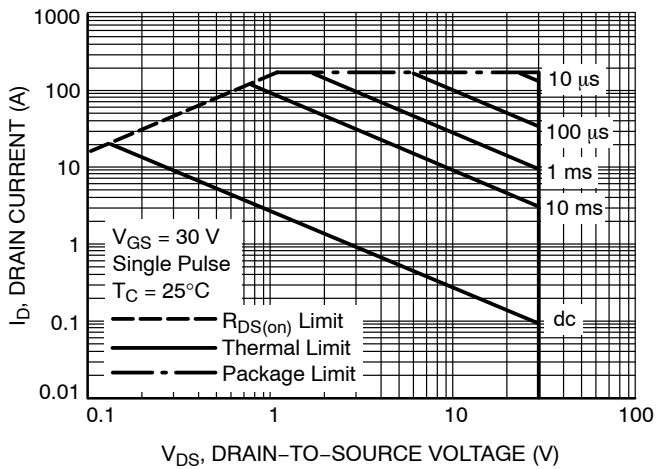 1000
100
10
1
0.1
0.01
I_D, DRAIN CURRENT (A)
10 µs
100 µs
1 ms
10 ms
dc
V_GS = 30 V
Single Pulse
T_C = 25°C
R_DS(on) Limit
Thermal Limit
Package Limit
0.1
1
10
100
V_DS, DRAIN−TO−SOURCE VOLTAGE (V)